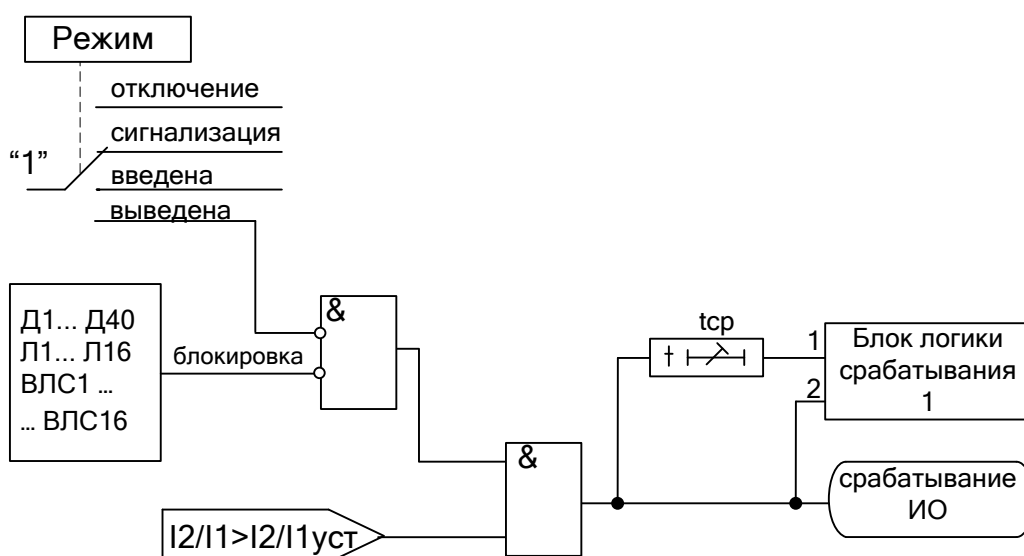 Режим
отключение
сигнализация
“1”
введена
выведена
Д1... Д40
Л1... Л16
ВЛС1 ...
... ВЛС16
блокировка
&
&
I2/I1>I2/I1уст
tср
t
1
2
Блок логики
срабатывания
1
срабатывание
ИО